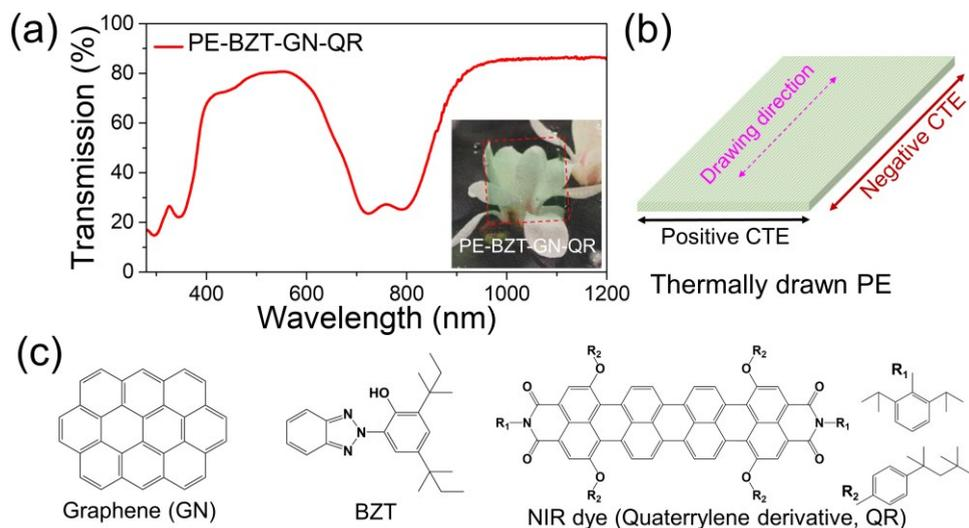 (a)
100
80
60
40
20
0
Transmission (%)
PE-BZT-GN-QR
PE-BZT-GN-QR
400
600
800
1000
1200
Wavelength (nm)
(b)
Drawing direction
Negative CTE
Positive CTE
Thermally drawn PE
(c)
Graphene (GN)
HO
N
N
N
BZT
R₂
R₂
O
O
O
O
R₁
N
N
R₁
O
O
O
O
R₂
R₂
NIR dye (Quaterrylene derivative, QR)
R₁
R₂